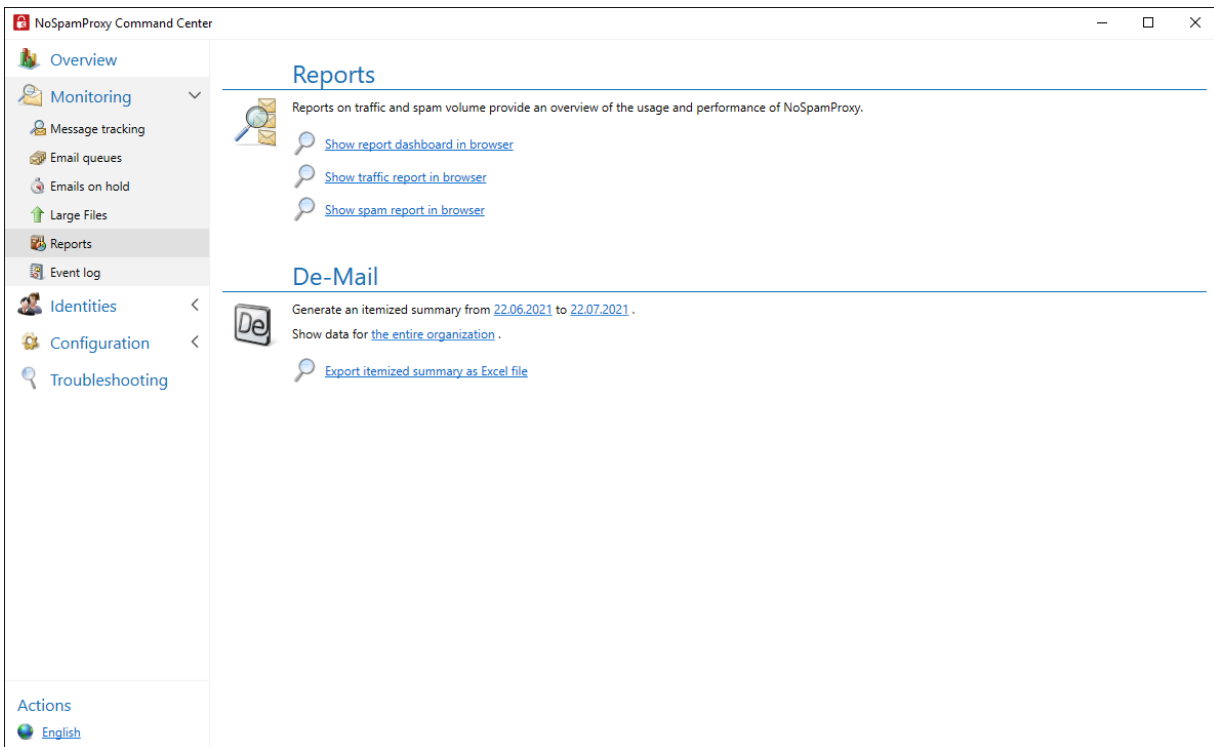 NoSpamProxy Command Center
Overview
Monitoring
Message tracking
Email queues
Emails on hold
Large Files
Reports
Event log
Identities
Configuration
Troubleshooting
Actions
English
Reports
Reports on traffic and spam volume provide an overview of the usage and performance of NoSpamProxy.
Show report dashboard in browser
Show traffic report in browser
Show spam report in browser
De-Mail
De
Generate an itemized summary from 22.06.2021 to 22.07.2021 .
Show data for the entire organization .
Export itemized summary as Excel file